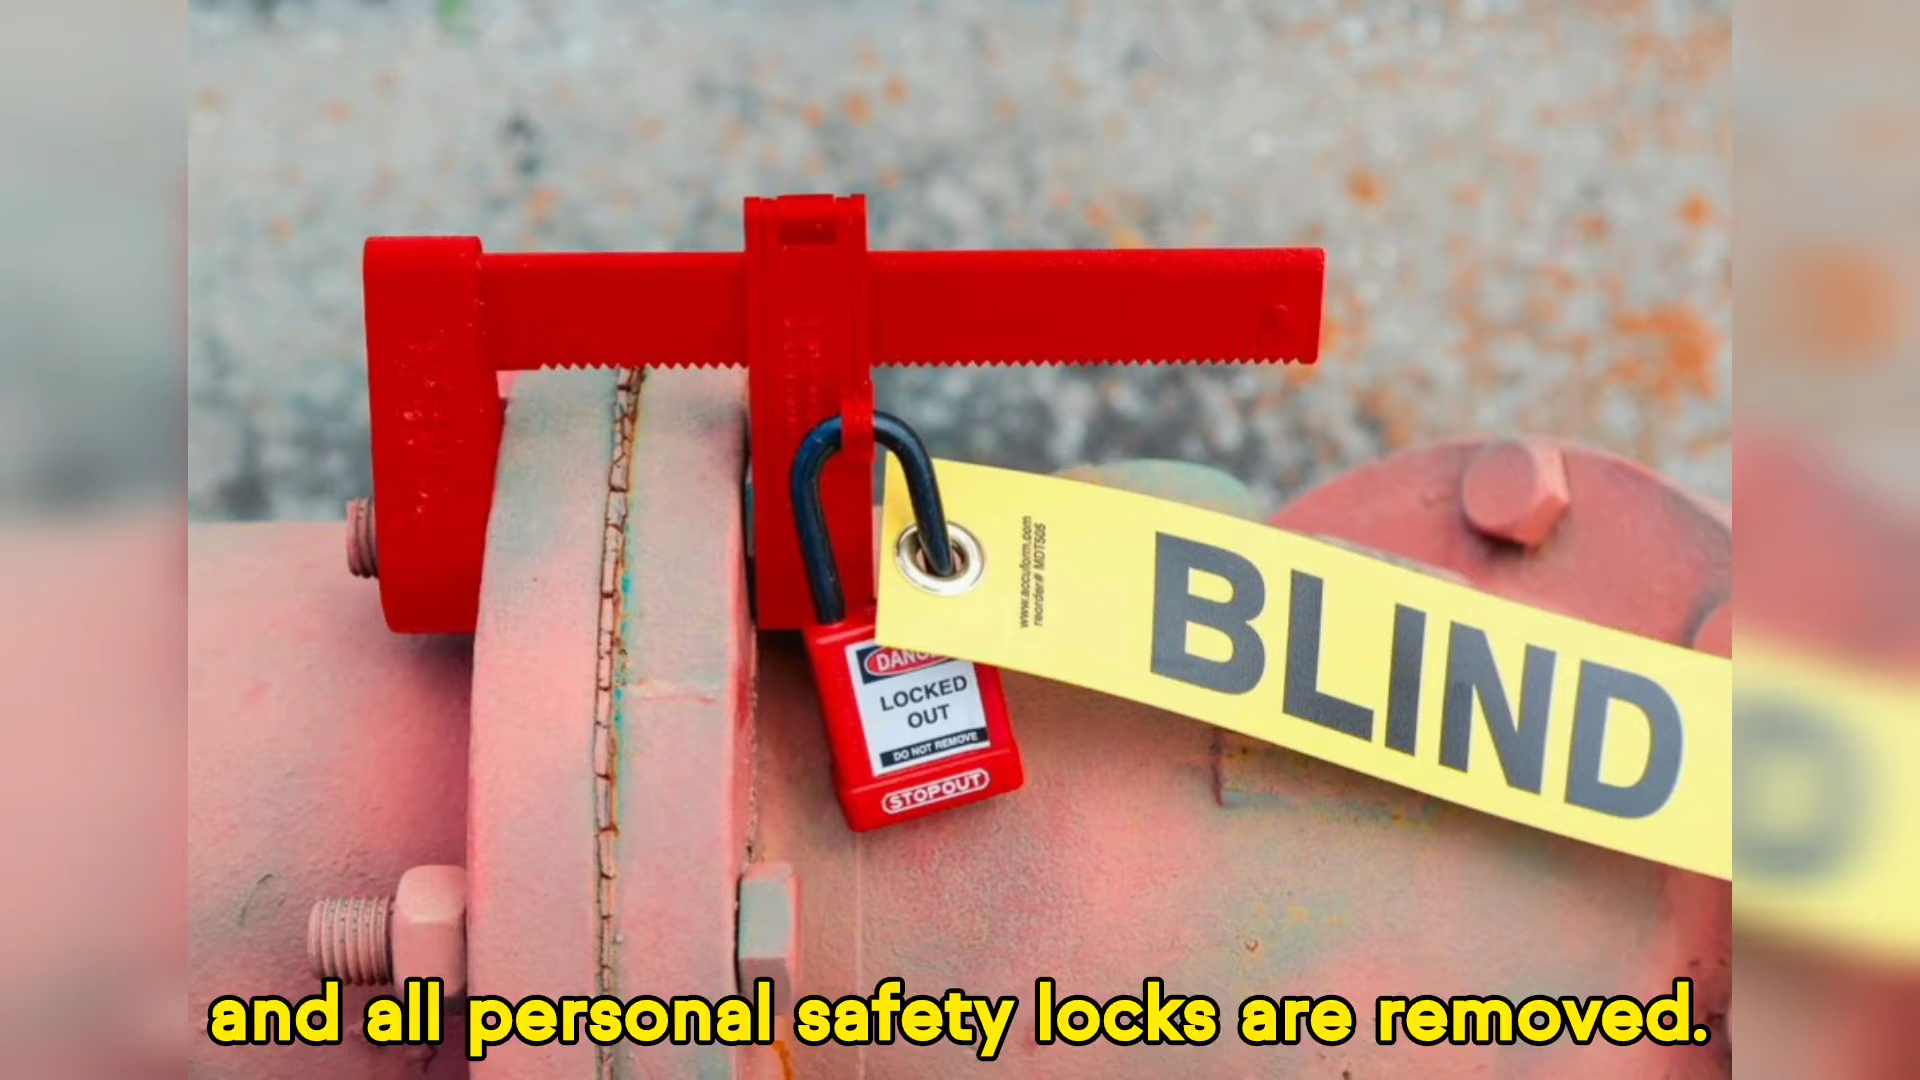 www.accuform.com
reorder# MDT505
BLIND
LOCKED
OUT
DO NOT REMOVE
STOPOUT
and all personal safety locks are removed.